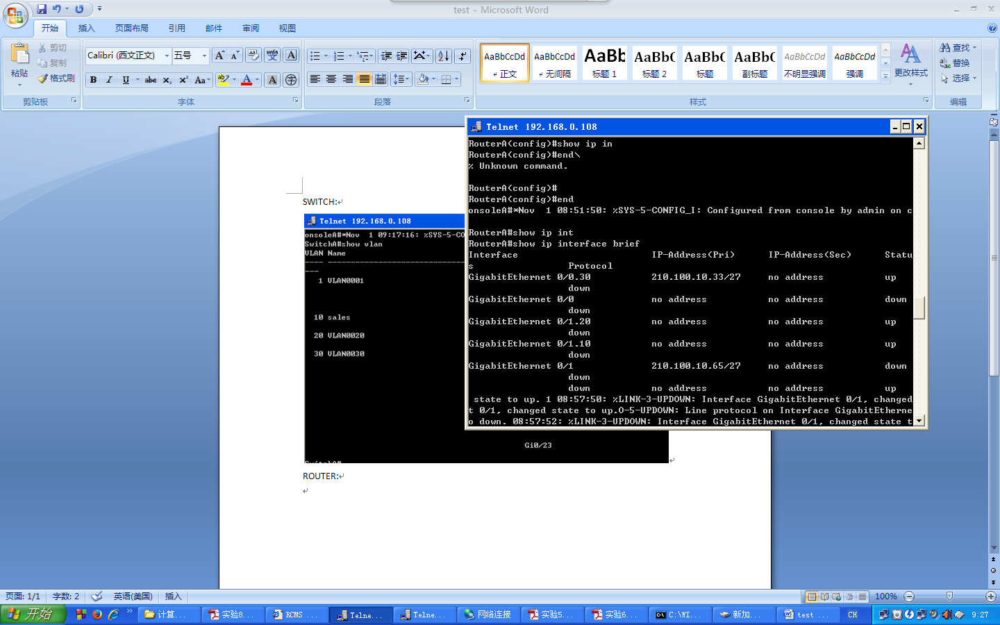 test - Microsoft Word
开始 插入 页面布局 引用 邮件 审阅 视图
粘贴 剪切 复制 格式刷
Calibri (西文正文) 五号
AaBbCcDd AaBbCcDd AaBb AaBbC AaBbC AaBbC AaBbCcDd AaBbCcDd
正文 无间隔 标题 1 标题 2 标题 副标题 不明显强调 强调
更改样式
查找 替换 选择
剪贴板 字体 段落 样式 编辑
SWITCH:
Telnet 192.168.0.108
onsoleA#*Nov  1 09:17:16: %SYS-5-CO
SwitchA#show vlan
VLAN Name
---- --------------------------------
---
1 VLAN0001
10 sales
20 VLAN0020
30 VLAN0030
Gi0/23
SwitchA#
ROUTER:
Telnet 192.168.0.108
RouterA(config)#show ip in
RouterA(config)#end\
% Unknown command.
RouterA(config)#
RouterA(config)#end
onsoleA#*Nov  1 08:51:50: %SYS-5-CONFIG_I: Configured from console by admin on c
RouterA#show ip int
RouterA#show ip interface brief
Interface IP-Address(Pri) IP-Address(Sec) Statu
s Protocol
GigabitEthernet 0/0.30 210.100.10.33/27 no address up
down
GigabitEthernet 0/0 no address no address down
down
GigabitEthernet 0/1.20 no address no address up
down
GigabitEthernet 0/1.10 no address no address up
down
GigabitEthernet 0/1 210.100.10.65/27 no address down
down
down no address no address up
state to up. 1 08:57:50: %LINK-3-UPDOWN: Interface GigabitEthernet 0/1, changed
t 0/1, changed state to up.O-5-UPDOWN: Line protocol on Interface GigabitEtherne
o down. 08:57:52: %LINK-3-UPDOWN: Interface GigabitEthernet 0/1, changed state t
页面: 1/1 字数: 2 英语(美国) 插入 100%
开始 计算... 实验8... RCMS ... Telne... Telne... 网络连接 实验5... 实验6... C:\WI... 新加... test ... CH 9:27